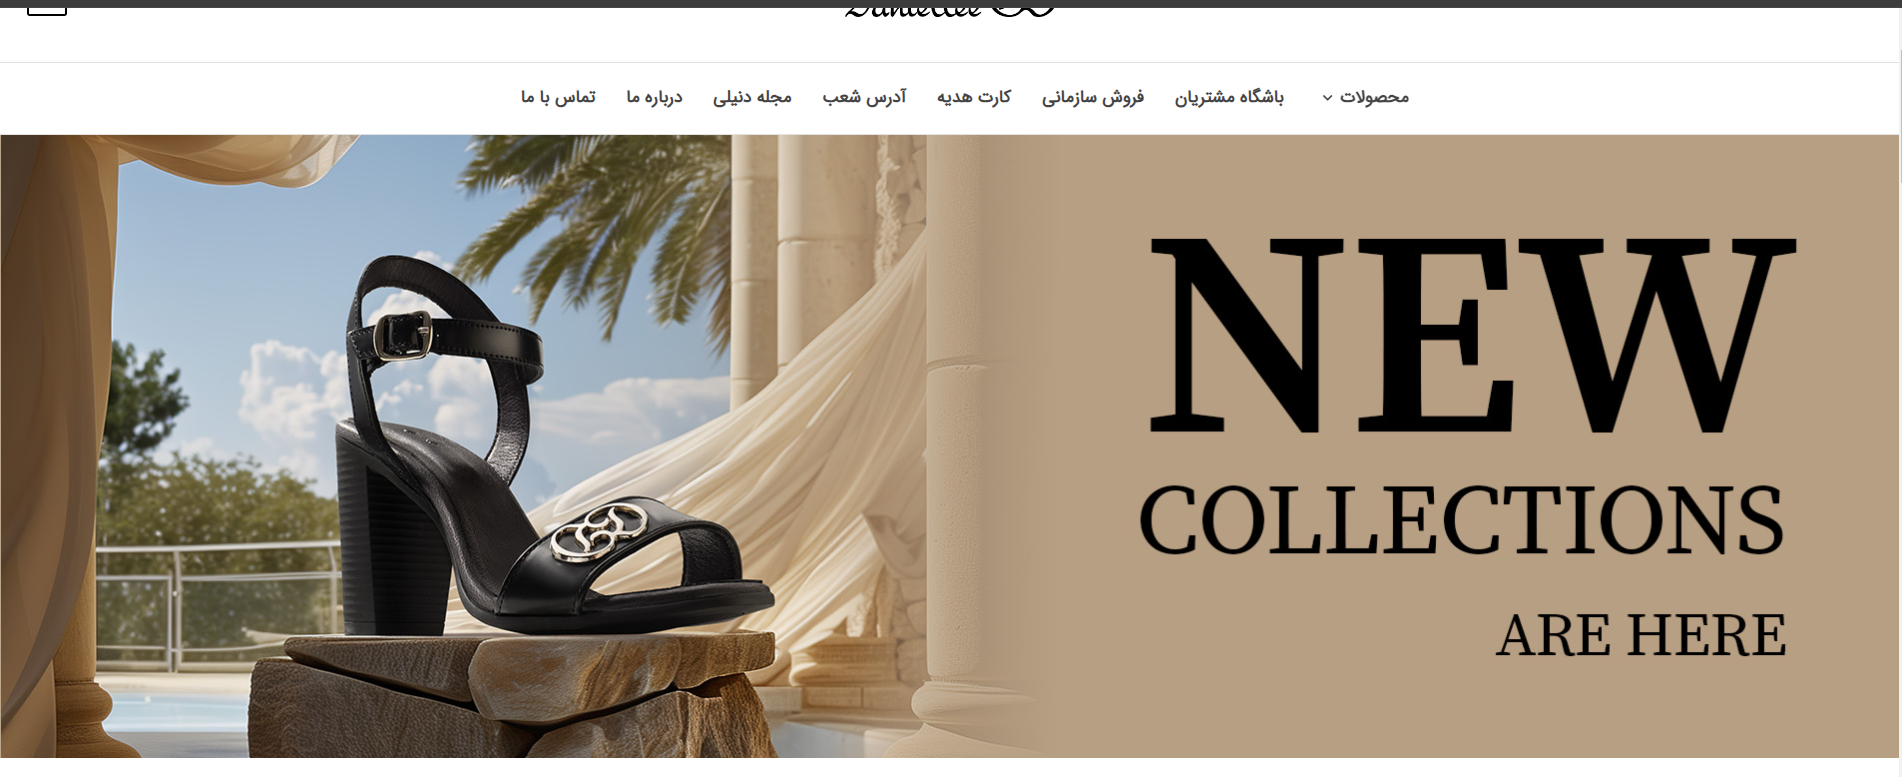 محصولات باشگاه مشتریان فروش سازمانی کارت هدیه آدرس شعب مجله دنیلی درباره ما تماس با ما
NEW
COLLECTIONS
ARE HERE